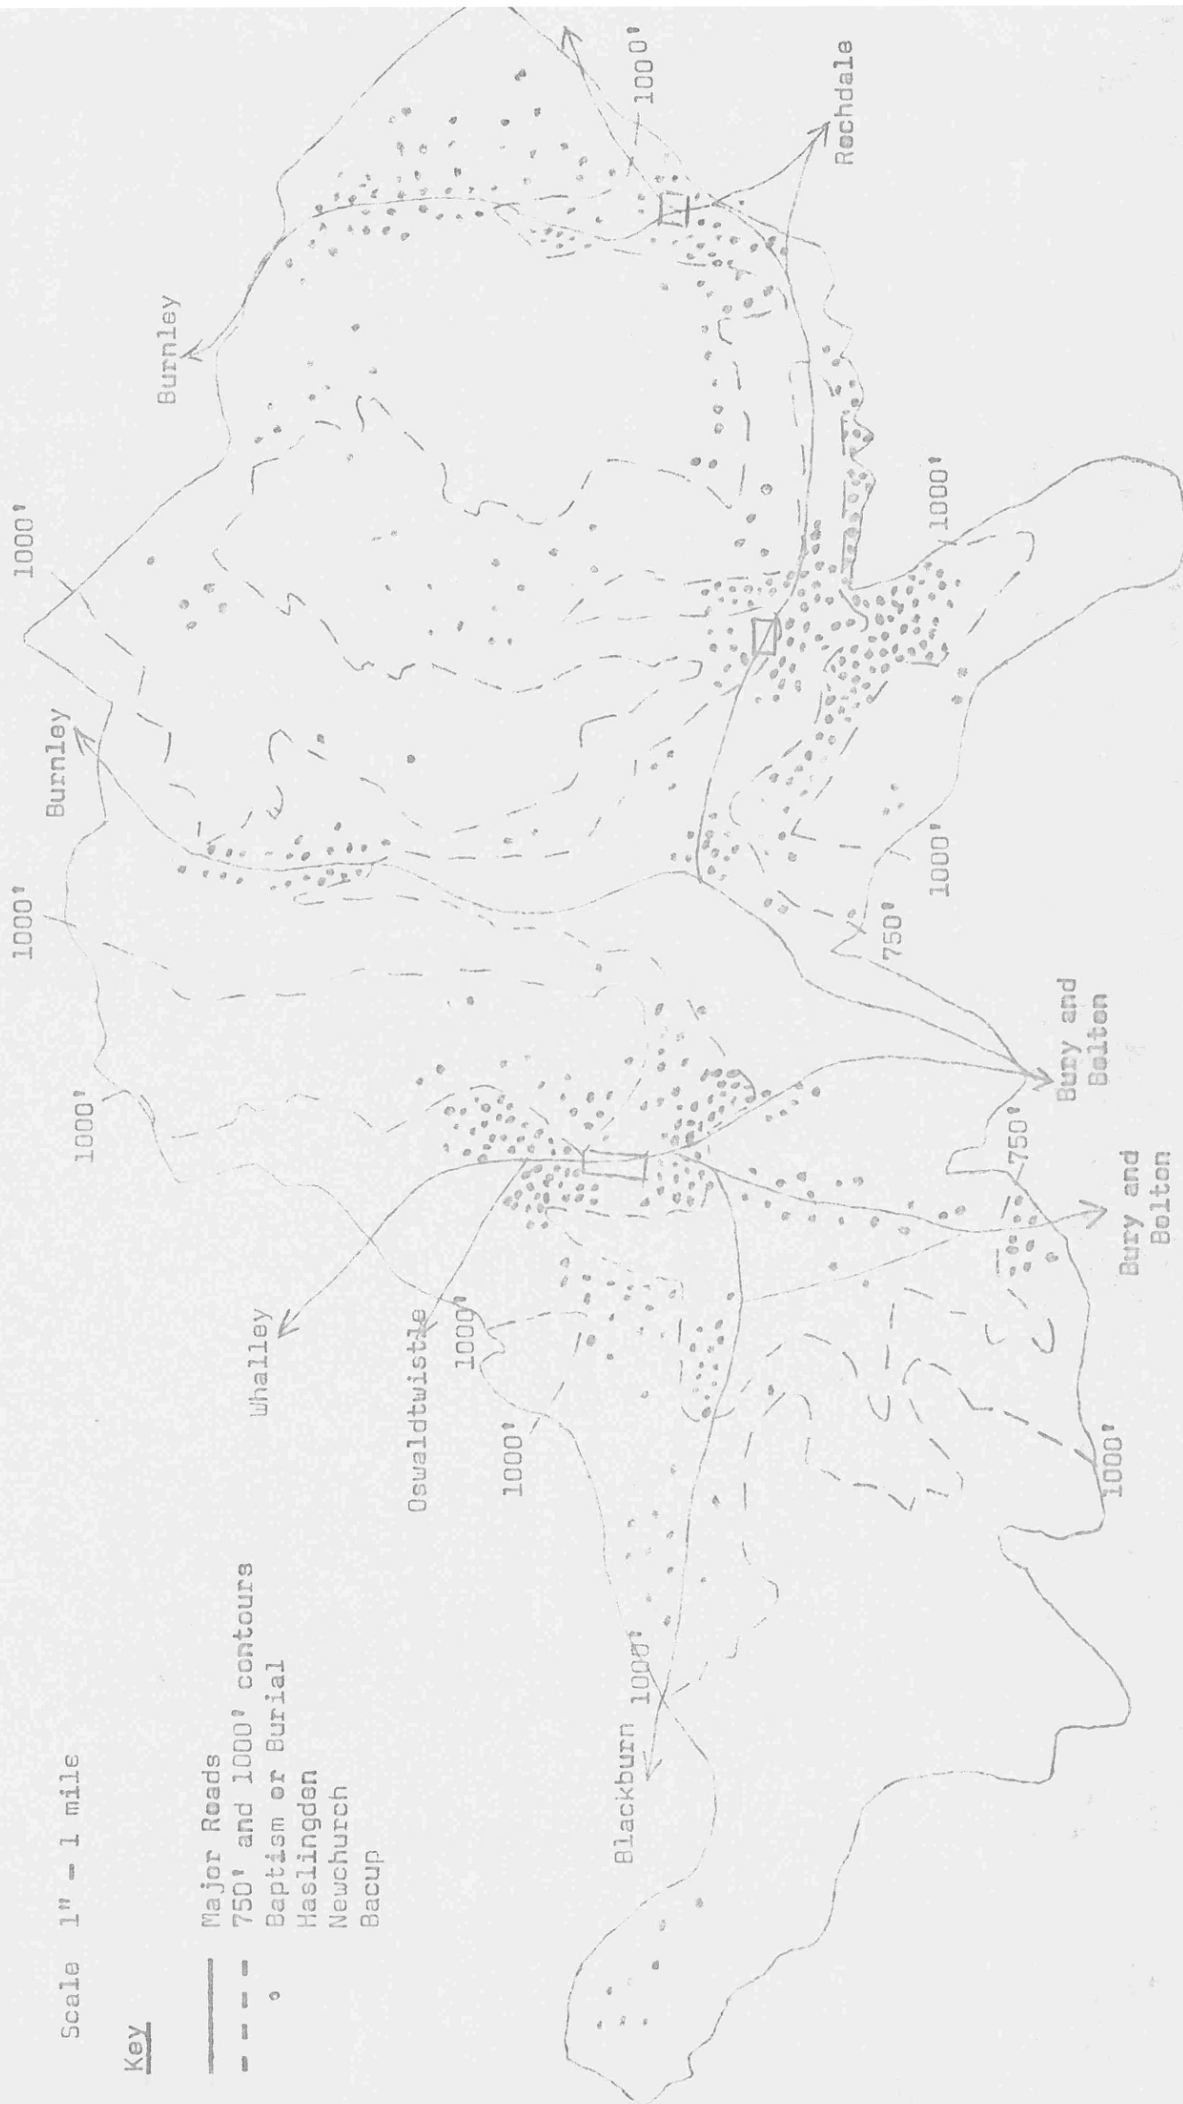 Scale 1" - 1 mile
Key
Major Roads
750' and 1000' contours
Baptism or Burial
Haslingden
Newchurch
Bacup
Blackburn
1000'
Whalley
Oswaldtwistle
1000'
1000'
1000'
1000'
Burnley
1000'
Burnley
1000'
Rochdale
1000'
1000'
750'
Bury and
Bolton
750'
Bury and
Bolton
1000'